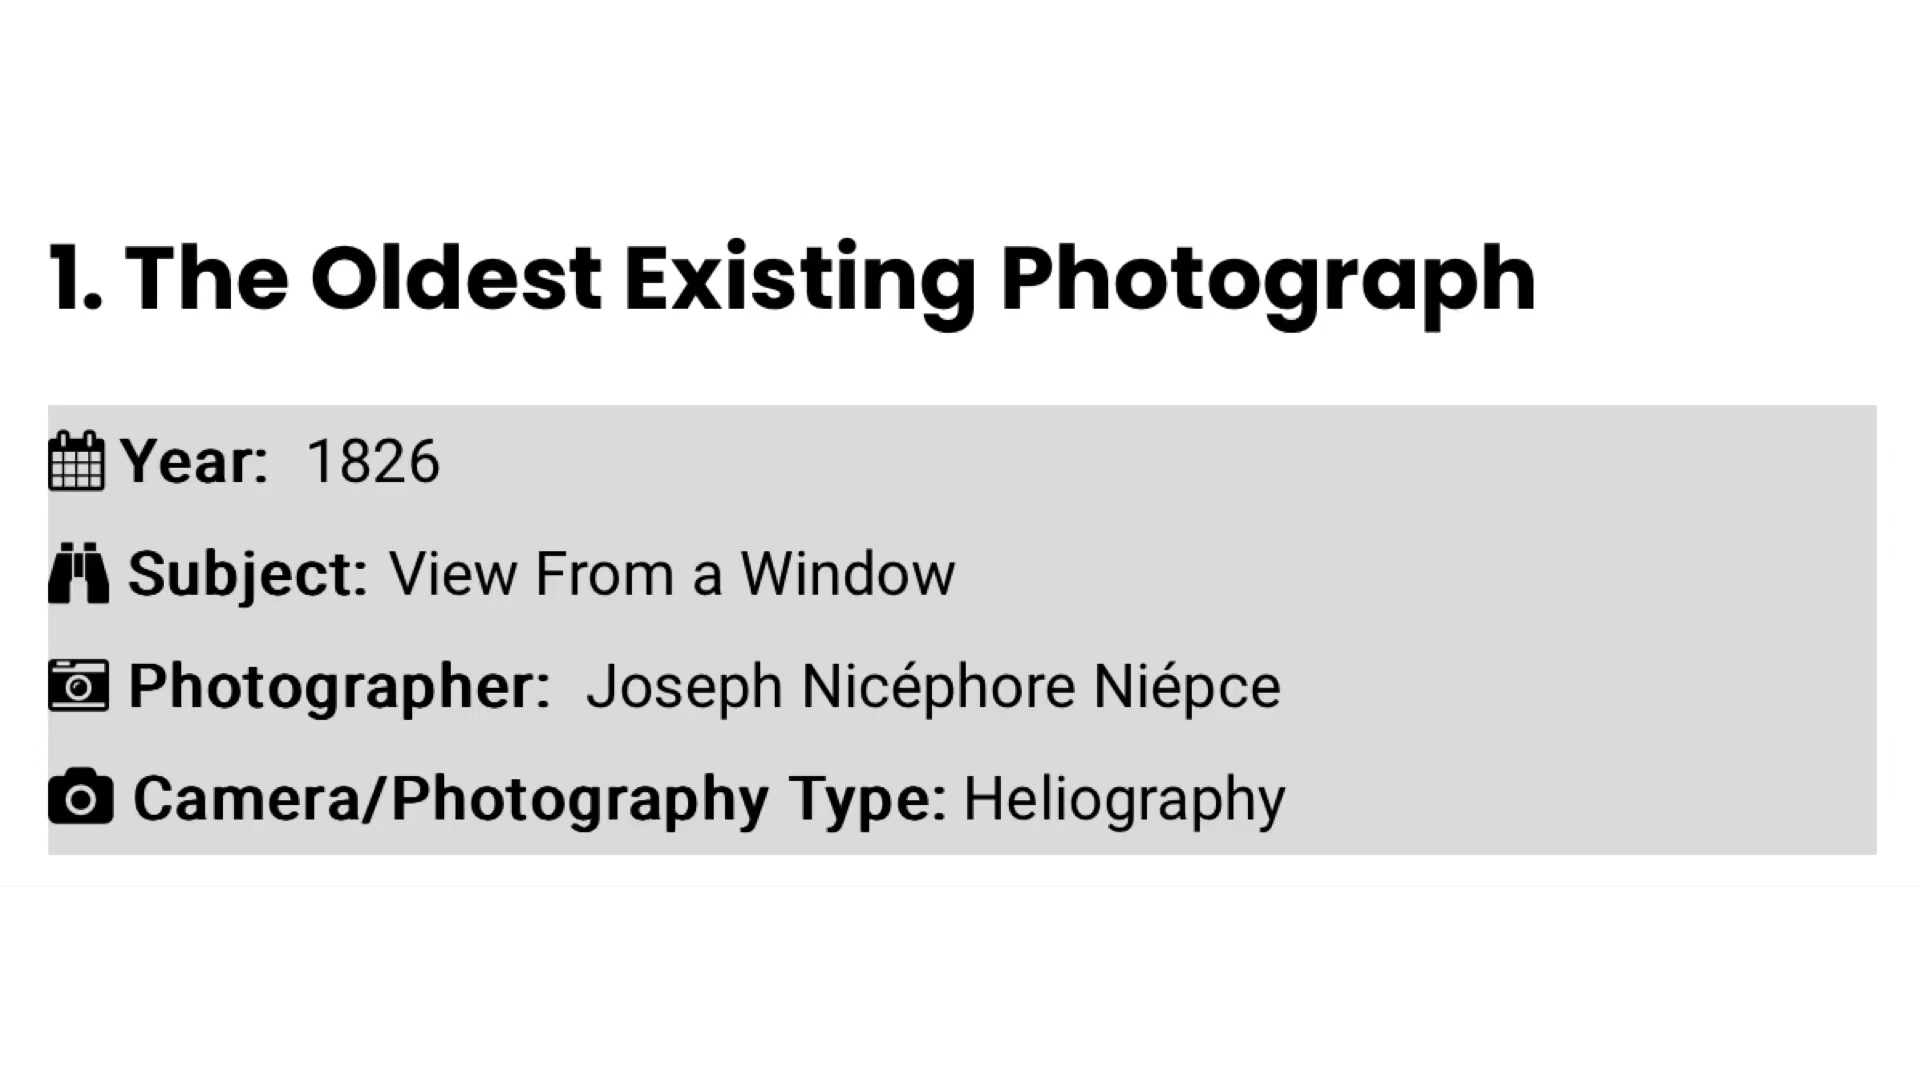 1. The Oldest Existing Photograph
Year: 1826
Subject: View From a Window
Photographer: Joseph Nicéphore Niépce
Camera/Photography Type: Heliography